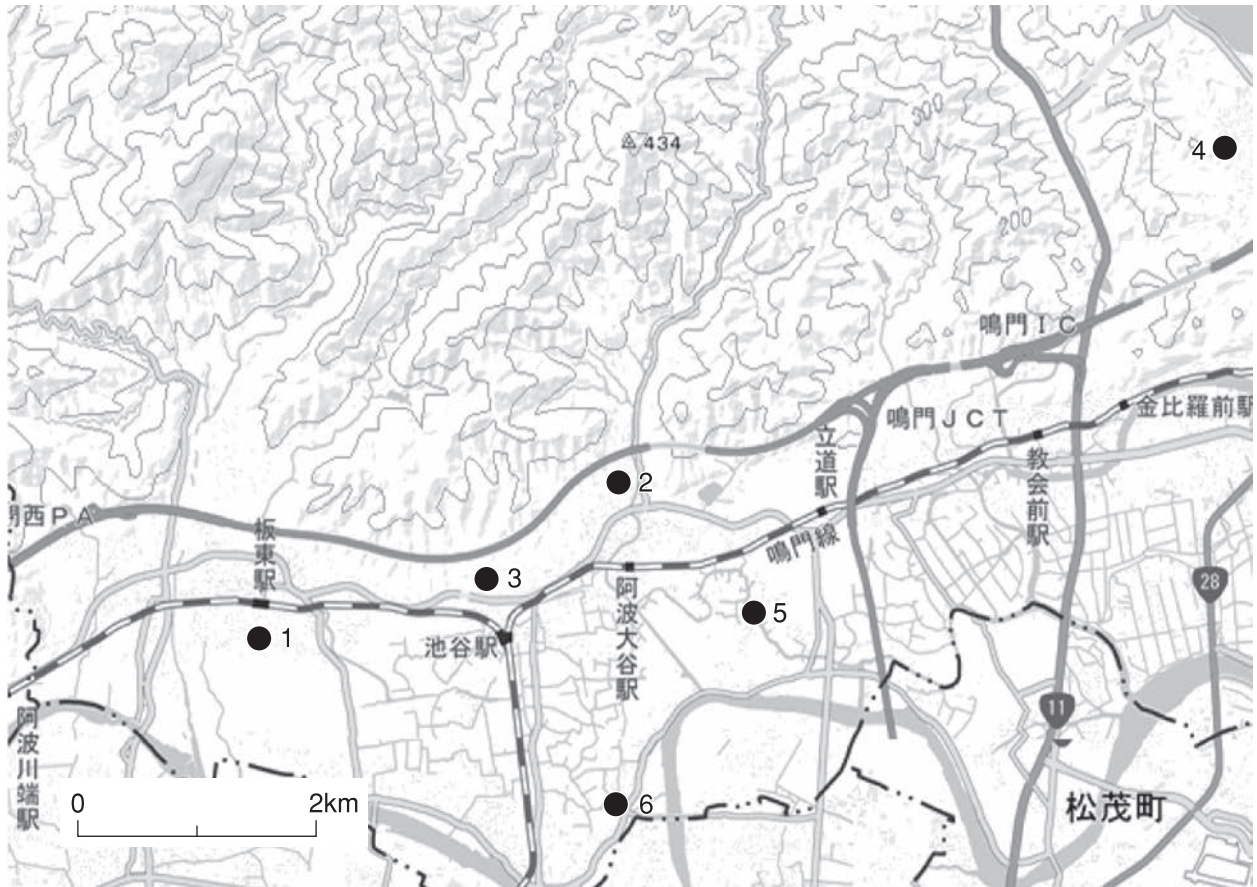 434
300
200
4
鳴門IC
鳴門JCT
金比羅前駅
立道駅
教会前駅
2
西PA
板東駅
鳴門線
3
28
阿波大谷駅
5
1
池谷駅
阿波川端駅
11
0
2km
6
松茂町